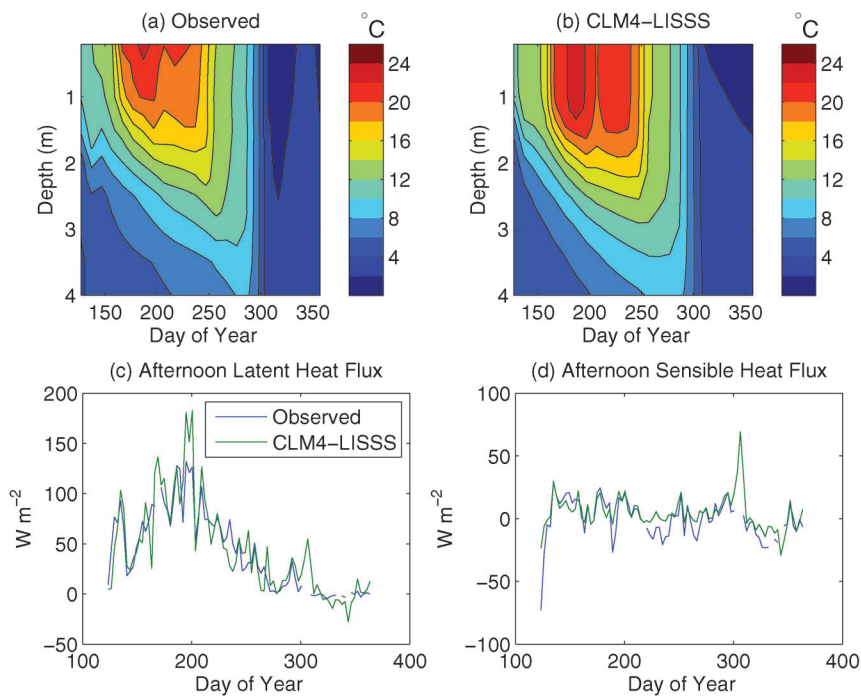 (a) Observed
°C
(b) CLM4−LISSS
°C
24
20
16
12
8
4
24
20
16
12
8
4
1
2
3
4
Depth (m)
1
2
3
4
Depth (m)
150 200 250 300 350
Day of Year
150 200 250 300 350
Day of Year
(c) Afternoon Latent Heat Flux
(d) Afternoon Sensible Heat Flux
200
150
100
50
0
−50
W m−2
Observed
CLM4−LISSS
100
50
0
−50
−100
W m−2
100 200 300 400
Day of Year
100 200 300 400
Day of Year